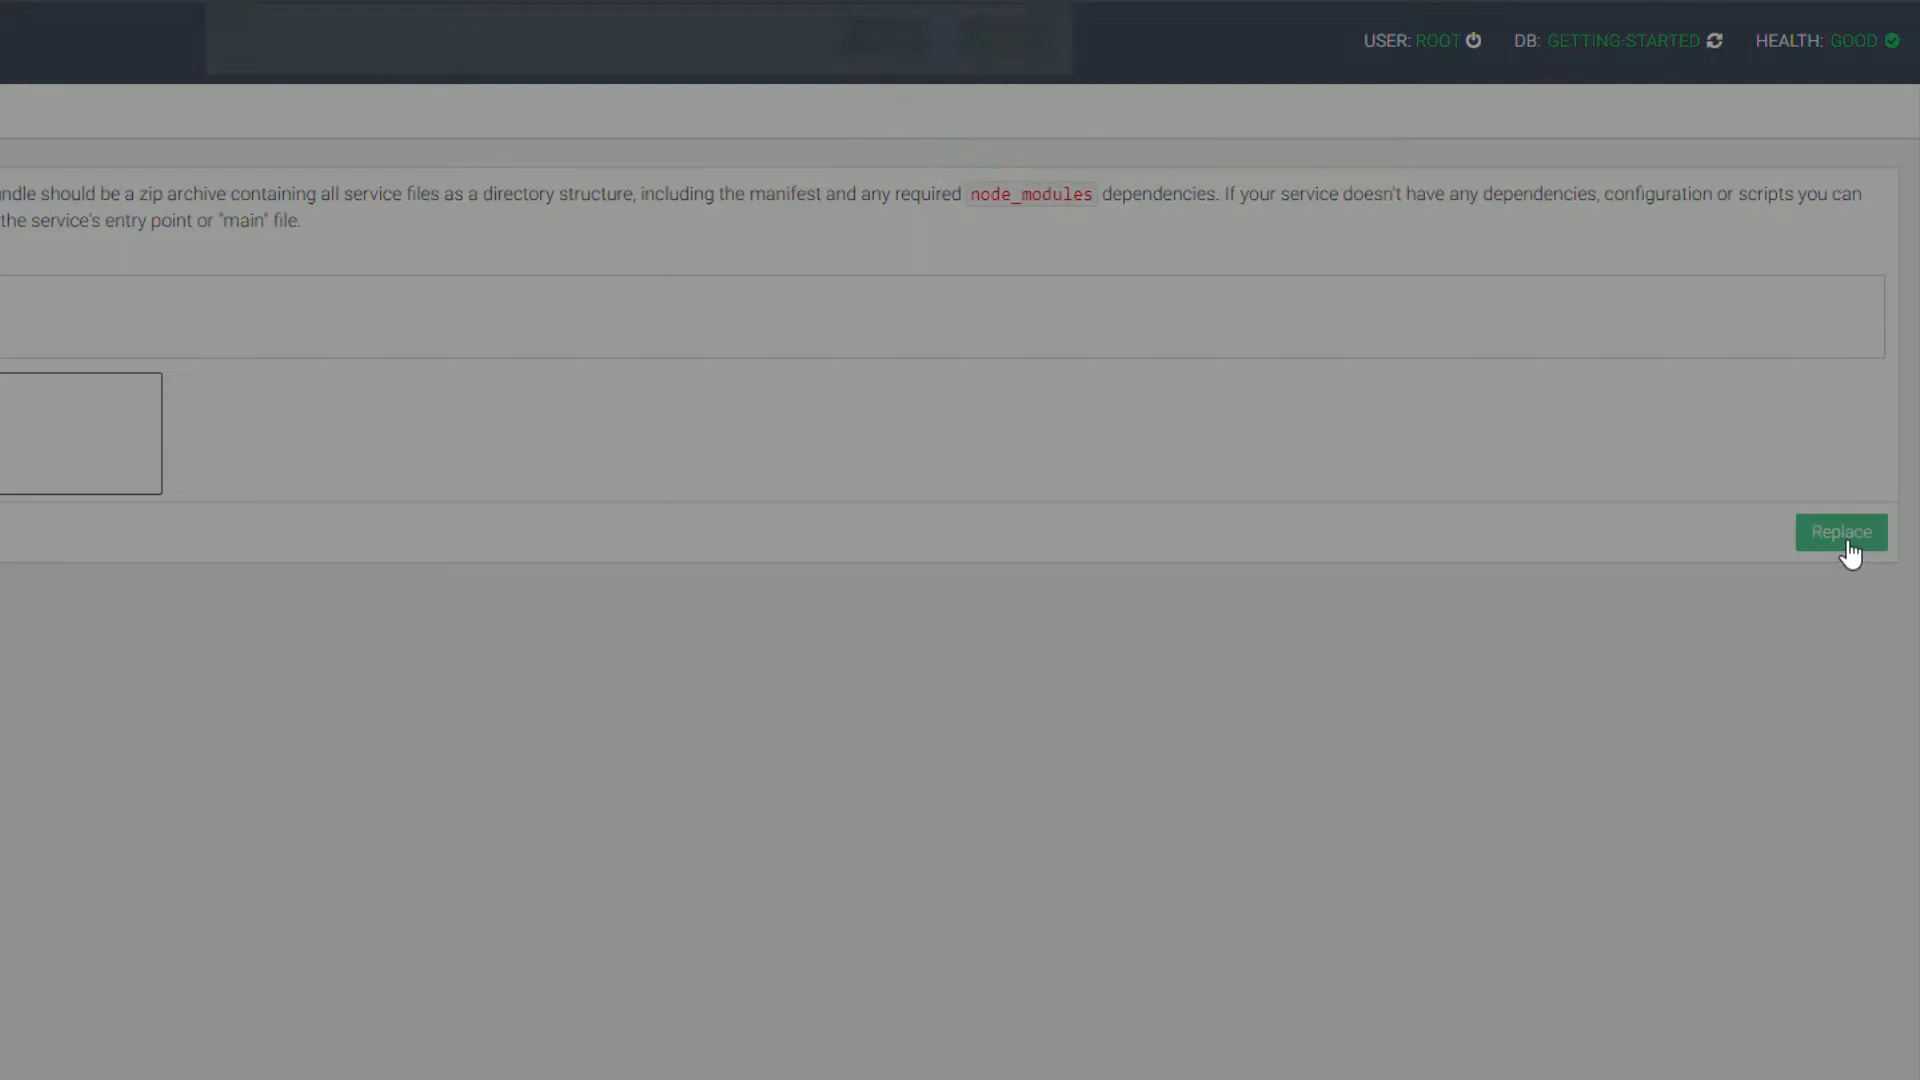 USER: ROOT DB: GETTING-STARTED HEALTH: GOOD
ndle should be a zip archive containing all service files as a directory structure, including the manifest and any required node_modules dependencies. If your service doesn't have any dependencies, configuration or scripts you can
the service's entry point or "main" file.
Replace